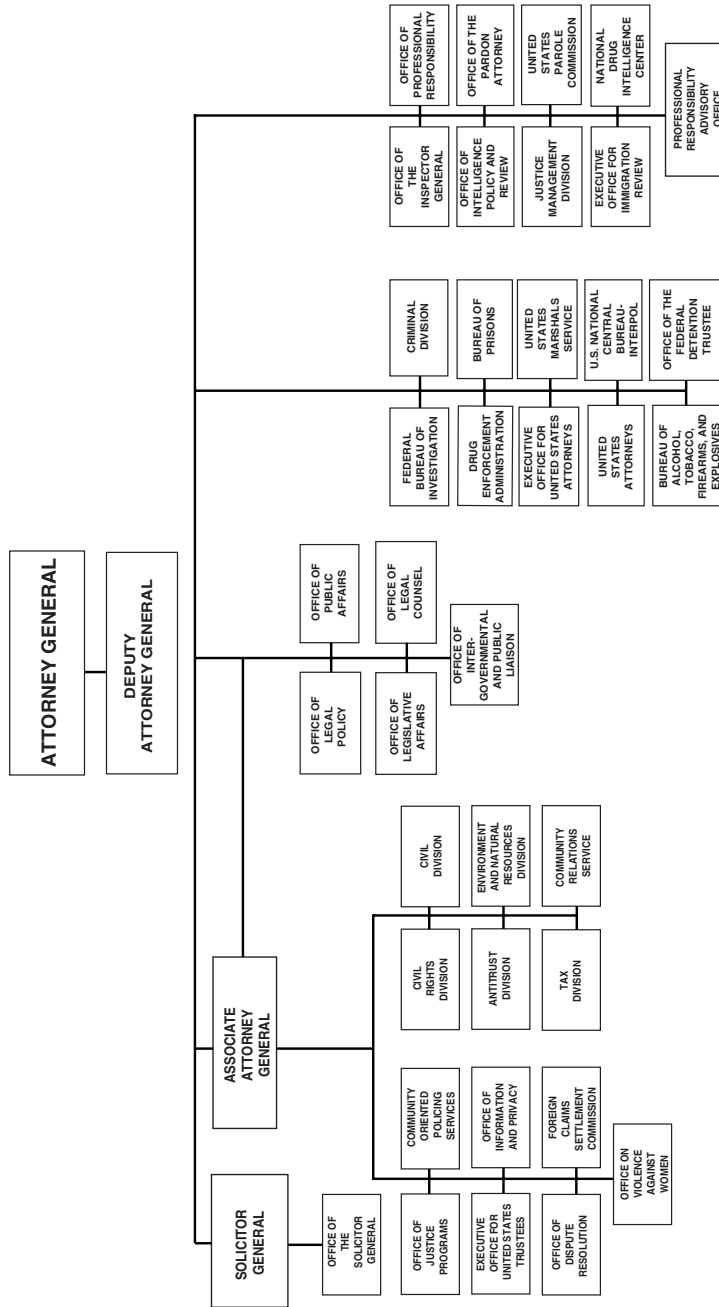 ATTORNEY GENERAL
DEPUTY
ATTORNEY GENERAL
SOLICITOR
GENERAL
OFFICE OF
THE
SOLICITOR
GENERAL
ASSOCIATE
ATTORNEY
GENERAL
OFFICE OF
JUSTICE
PROGRAMS
COMMUNITY
ORIENTED
POLICING
SERVICES
EXECUTIVE
OFFICE FOR
UNITED STATES
TRUSTEES
OFFICE OF
INFORMATION
AND PRIVACY
OFFICE OF
DISPUTE
RESOLUTION
FOREIGN
CLAIMS
SETTLEMENT
COMMISSION
OFFICE ON
VIOLENCE
AGAINST
WOMEN
CIVIL
RIGHTS
DIVISION
CIVIL
DIVISION
ANTITRUST
DIVISION
ENVIRONMENT
AND NATURAL
RESOURCES
DIVISION
TAX
DIVISION
COMMUNITY
RELATIONS
SERVICE
OFFICE OF
LEGAL
POLICY
OFFICE OF
PUBLIC
AFFAIRS
OFFICE OF
LEGISLATIVE
AFFAIRS
OFFICE OF
LEGAL
COUNSEL
OFFICE OF
INTER-
GOVERNMENTAL
AND PUBLIC
LIAISON
FEDERAL
BUREAU OF
INVESTIGATION
CRIMINAL
DIVISION
DRUG
ENFORCEMENT
ADMINISTRATION
BUREAU OF
PRISONS
EXECUTIVE
OFFICE FOR
UNITED STATES
ATTORNEYS
UNITED
STATES
MARSHALS
SERVICE
UNITED
STATES
ATTORNEYS
U.S. NATIONAL
CENTRAL
BUREAU-
INTERPOL
BUREAU OF
ALCOHOL,
TOBACCO,
FIREARMS, AND
EXPLOSIVES
OFFICE OF THE
FEDERAL
DETENTION
TRUSTEE
OFFICE OF
THE
INSPECTOR
GENERAL
OFFICE OF
PROFESSIONAL
RESPONSIBILITY
OFFICE OF
INTELLIGENCE
POLICY AND
REVIEW
OFFICE OF THE
PARDON
ATTORNEY
JUSTICE
MANAGEMENT
DIVISION
UNITED
STATES
PAROLE
COMMISSION
EXECUTIVE
OFFICE FOR
IMMIGRATION
REVIEW
NATIONAL
DRUG
INTELLIGENCE
CENTER
PROFESSIONAL
RESPONSIBILITY
ADVISORY
OFFICE